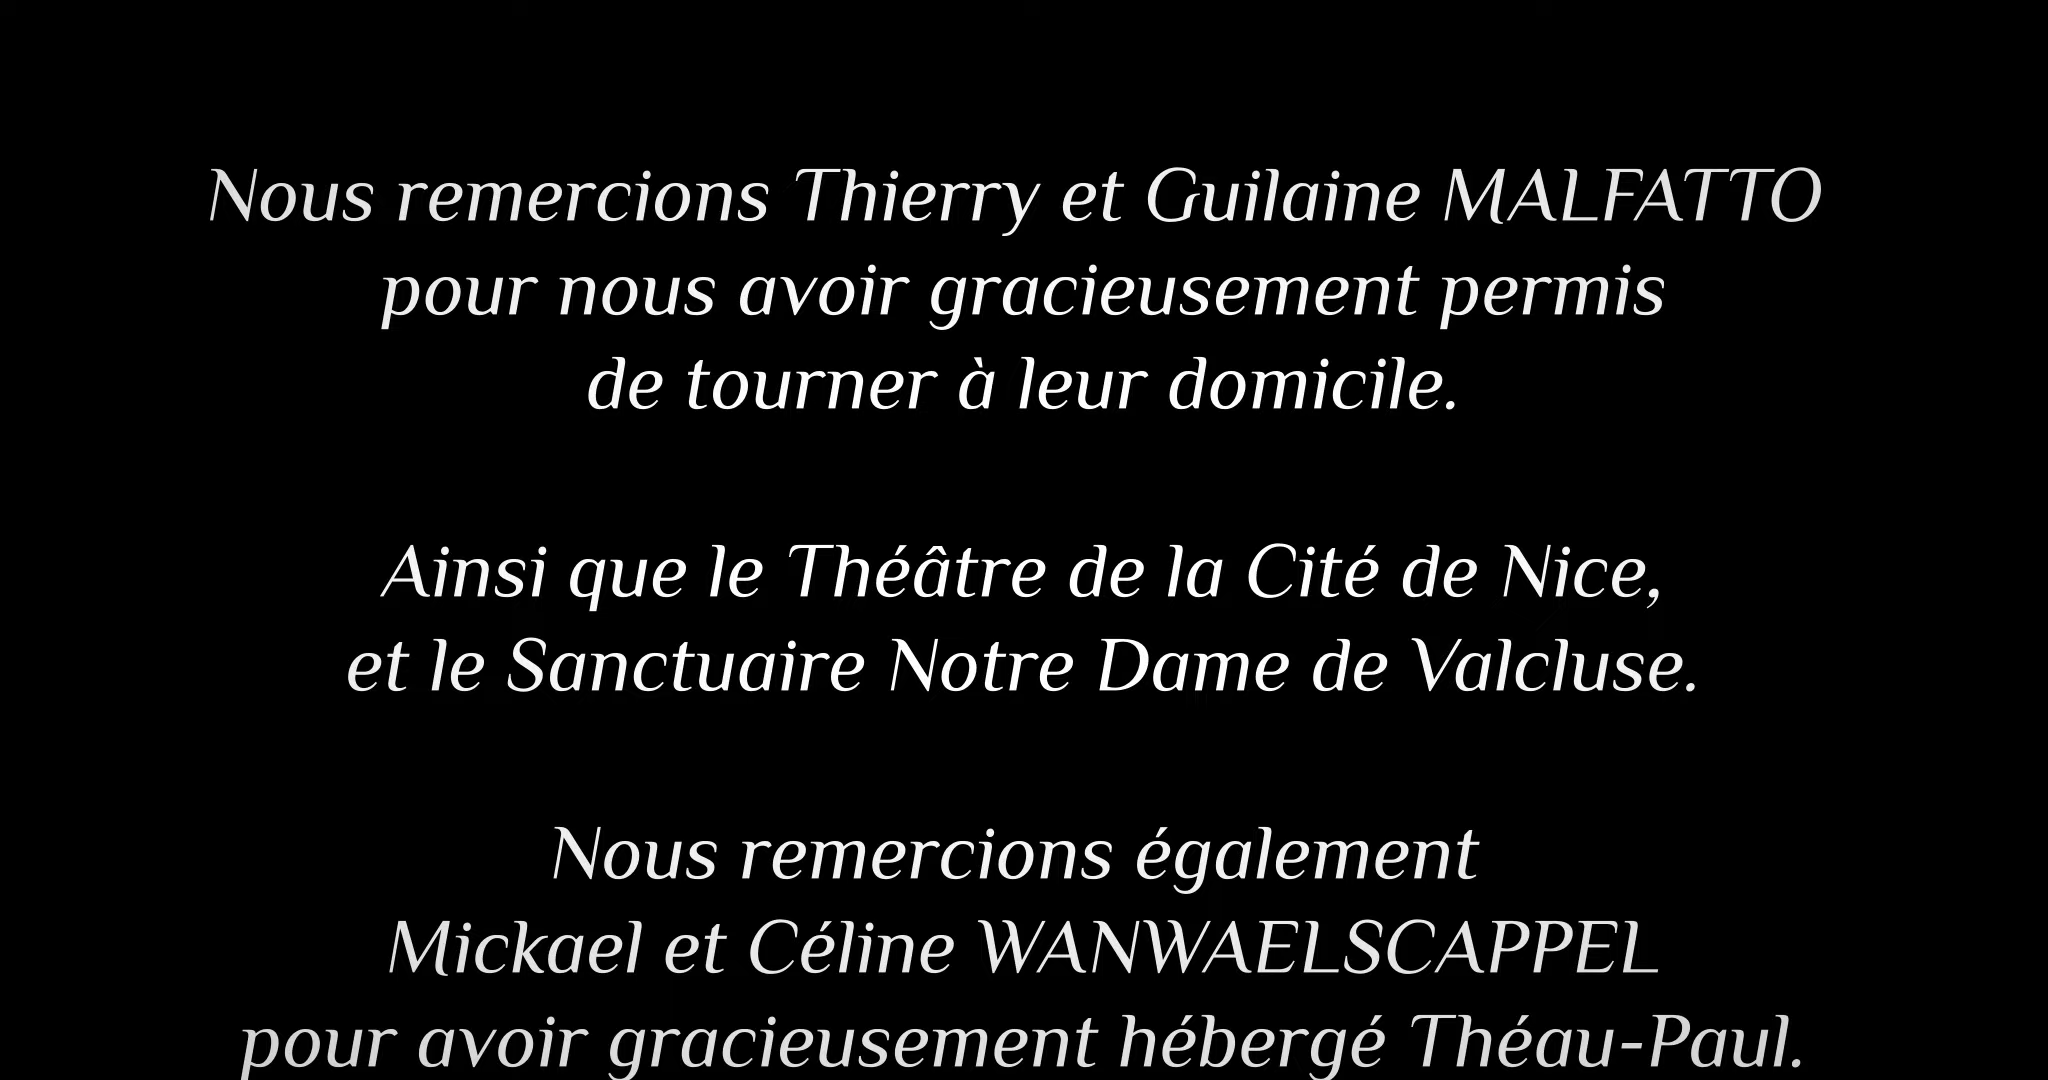 Nous remercions Thierry et Guilaine MALFATTO
pour nous avoir gracieusement permis
de tourner à leur domicile.
Ainsi que le Théâtre de la Cité de Nice,
et le Sanctuaire Notre Dame de Valcluse.
Nous remercions également
Mickael et Céline WANWAELSCAPPEL
pour avoir gracieusement hébergé Théau-Paul.